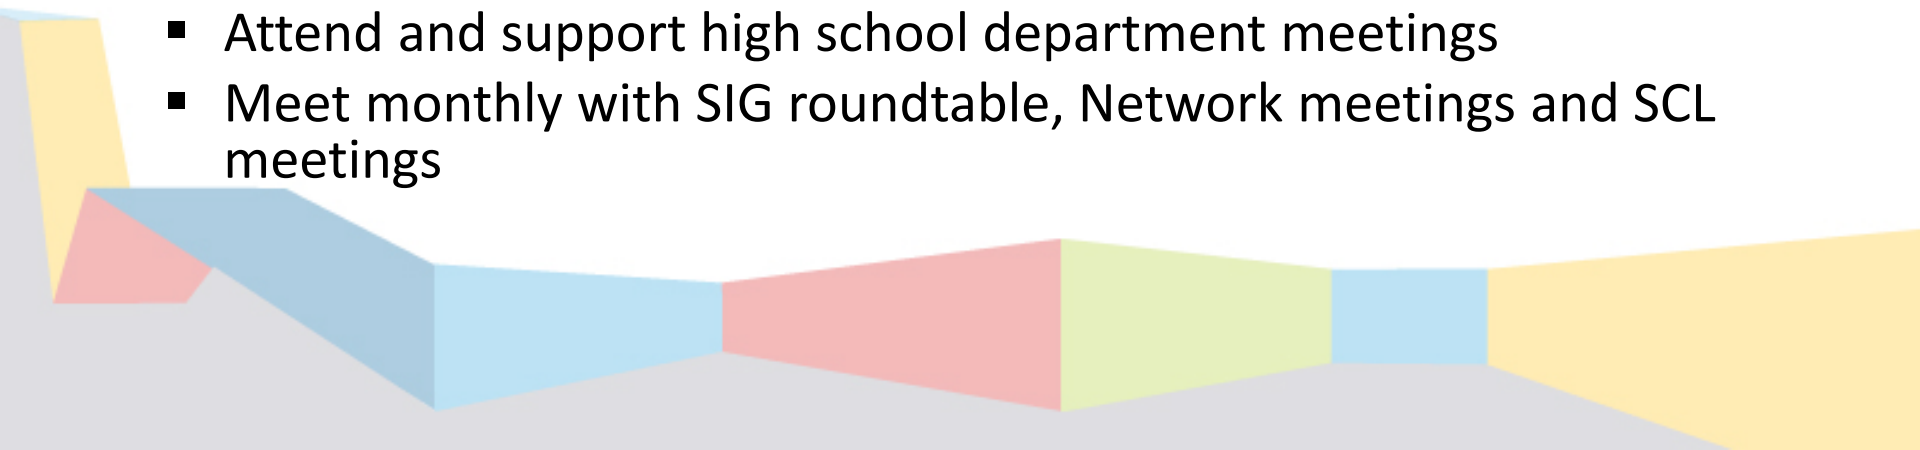 ▪ Attend and support high school department meetings
▪ Meet monthly with SIG roundtable, Network meetings and SCL
meetings